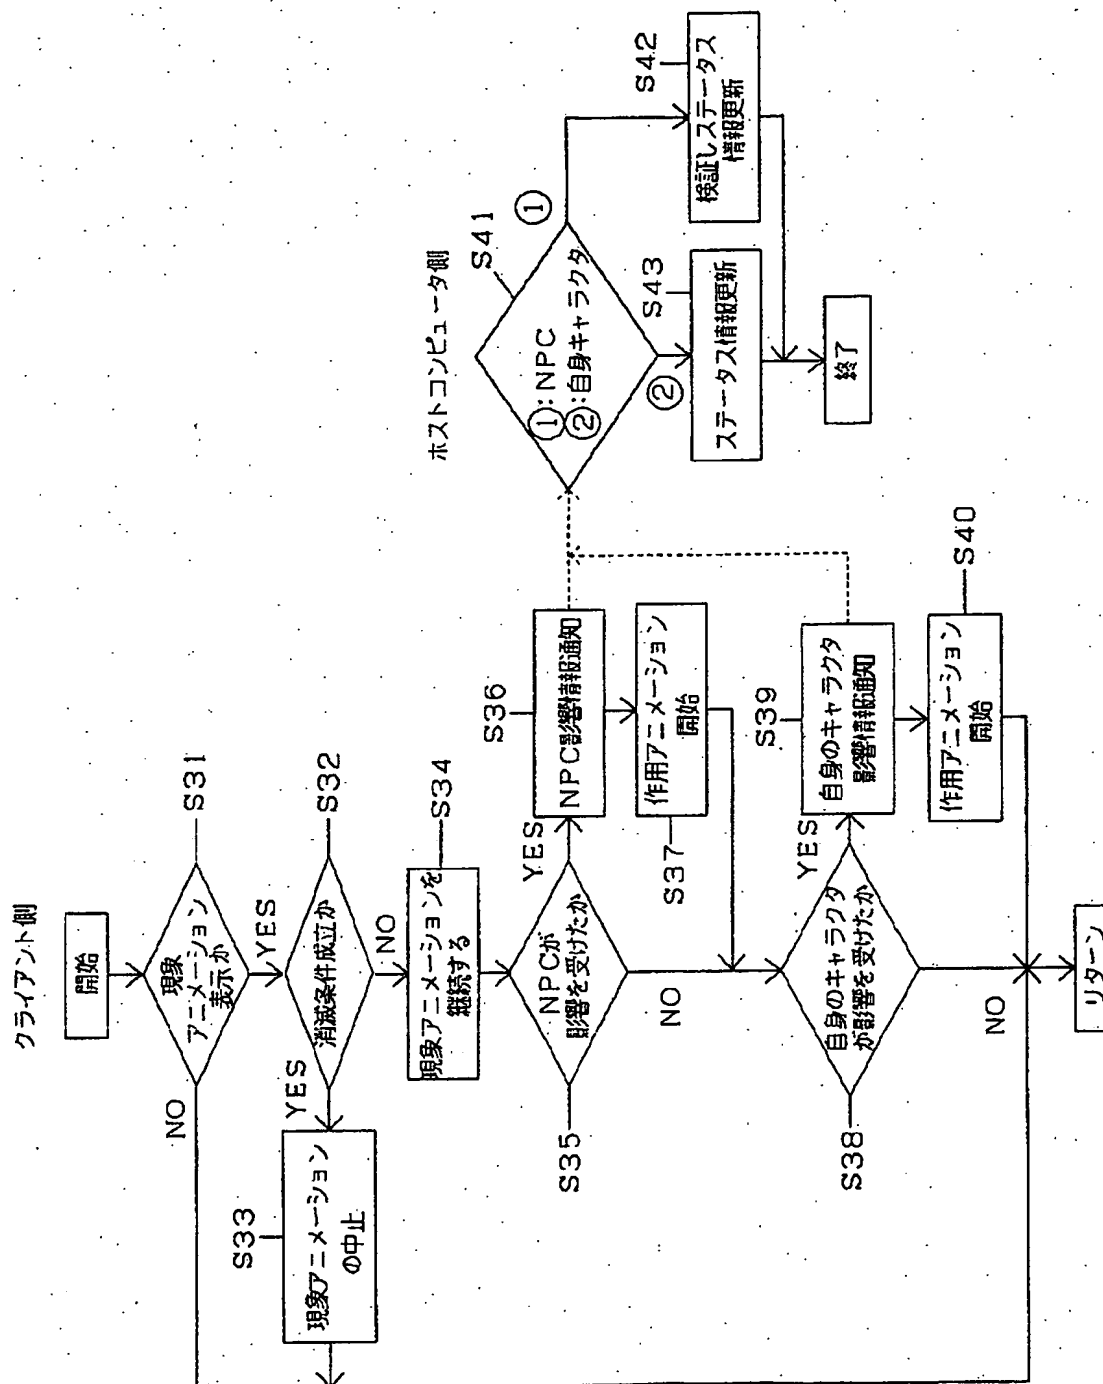 クライアント側
開始
現象
アニメーション
表示か
S31
YES
NO
消滅条件成立か
S32
YES
NO
現象アニメーション
の中止
S33
現象アニメーションを
継続する
S34
NPCが
影響を受けたか
S35
YES
NO
NPC影響情報通知
S36
作用アニメーション
開始
S37
自身のキャラクタ
が影響を受けたか
S38
YES
NO
自身のキャラクタ
影響情報通知
S39
作用アニメーション
開始
S40
リターン
ホストコンピュータ側
①:NPC
②:自身キャラクタ
S41
①
②
検証しステータス
情報更新
S42
ステータス情報更新
S43
終了